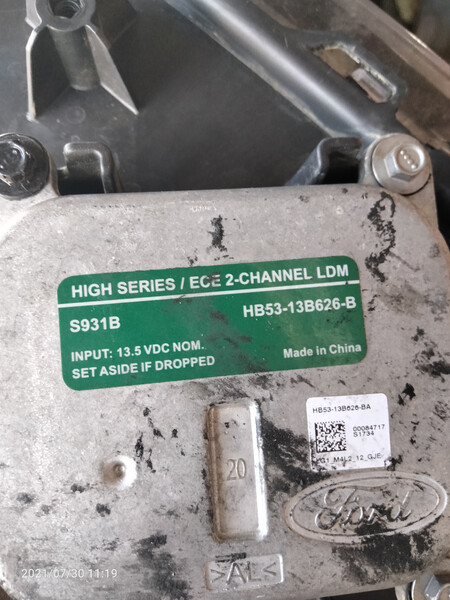 HIGH SERIES / ECE 2-CHANNEL LDM
S931B
HB53-13B626-B
INPUT: 13.5 VDC NOM.
SET ASIDE IF DROPPED
Made in China
HB53-13B626-BA
00084717
S1734
G1_M4L2_12_GJE
20
Ford
>AL<
2021/07/30 11:19